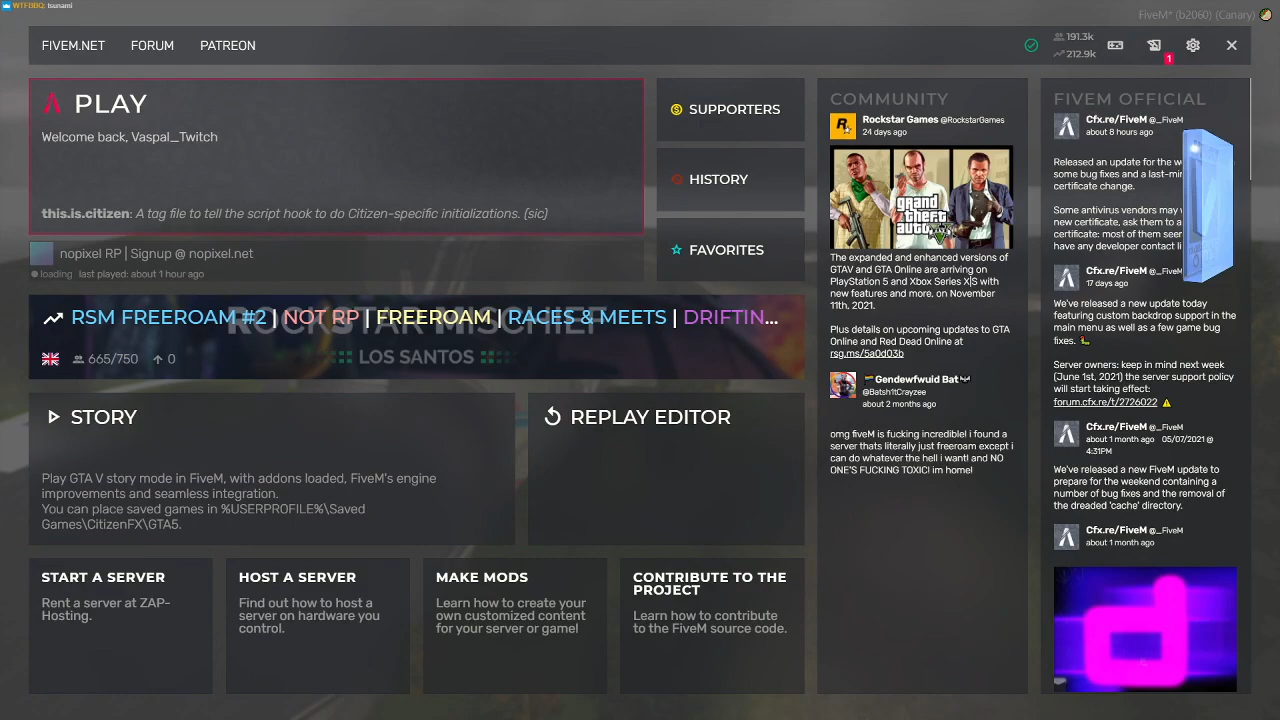 WTFBBQ: tsunami
FiveM* (b2060) (Canary)
FIVEM.NET
FORUM
PATREON
191.3k
212.9k
1
PLAY
Welcome back, Vaspal_Twitch
this.is.citizen: A tag file to tell the script hook to do Citizen-specific initializations. (sic)
nopixel RP | Signup @ nopixel.net
loading last played: about 1 hour ago
SUPPORTERS
HISTORY
FAVORITES
RSM FREEROAM #2 | NOT RP | FREEROAM | RACES & MEETS | DRIFTIN...
ROCKSTAR MISCHIEF
LOS SANTOS
665/750 0
STORY
Play GTA V story mode in FiveM, with addons loaded, FiveM's engine
improvements and seamless integration.
You can place saved games in %USERPROFILE%\Saved
Games\CitizenFX\GTA5.
REPLAY EDITOR
START A SERVER
Rent a server at ZAP-
Hosting.
HOST A SERVER
Find out how to host a
server on hardware you
control.
MAKE MODS
Learn how to create your
own customized content
for your server or game!
CONTRIBUTE TO THE
PROJECT
Learn how to contribute
to the FiveM source code.
COMMUNITY
Rockstar Games @RockstarGames
24 days ago
grand
theft
auto
V
The expanded and enhanced versions of
GTAV and GTA Online are arriving on
PlayStation 5 and Xbox Series X|S with
new features and more, on November
11th, 2021.
Plus details on upcoming updates to GTA
Online and Red Dead Online at
rsg.ms/5a0d03b
Gendewfwuid Bat
@Batsh1tCrayzee
about 2 months ago
omg fiveM is fucking incredible! i found a
server thats literally just freeroam except i
can do whatever the hell i want! and NO
ONE'S FUCKING TOXIC! im home!
FIVEM OFFICIAL
Cfx.re/FiveM @_FiveM
about 8 hours ago
Released an update for the
some bug fixes and a last-min
certificate change.
Some antivirus vendors may
new certificate, ask them to a
certificate: most of them seem
have any developer contact li
Cfx.re/FiveM @_FiveM
17 days ago
We've released a new update today
featuring custom backdrop support in the
main menu as well as a few game bug
fixes.
Server owners: keep in mind next week
(June 1st, 2021) the server support policy
will start taking effect:
forum.cfx.re/t/2726022
Cfx.re/FiveM @_FiveM
about 1 month ago 05/07/2021 @
4:31PM
We've released a new FiveM update to
prepare for the weekend containing a
number of bug fixes and the removal of
the dreaded 'cache' directory.
Cfx.re/FiveM @_FiveM
about 1 month ago
d